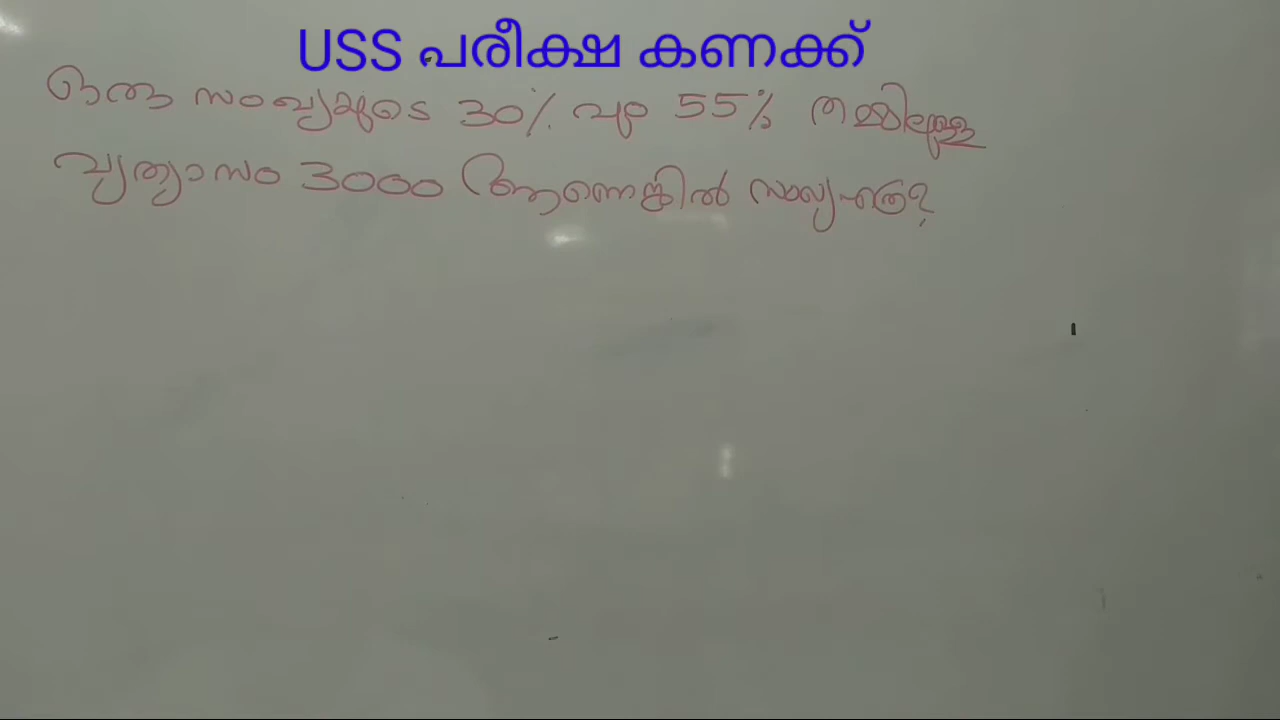 USS പരീക്ഷ കണക്ക്
ഒരു സംഖ്യയുടെ 30% വും 55% തമ്മിലുള്ള
വ്യത്യാസം 3000 ആണെങ്കിൽ സംഖ്യ എത്ര?